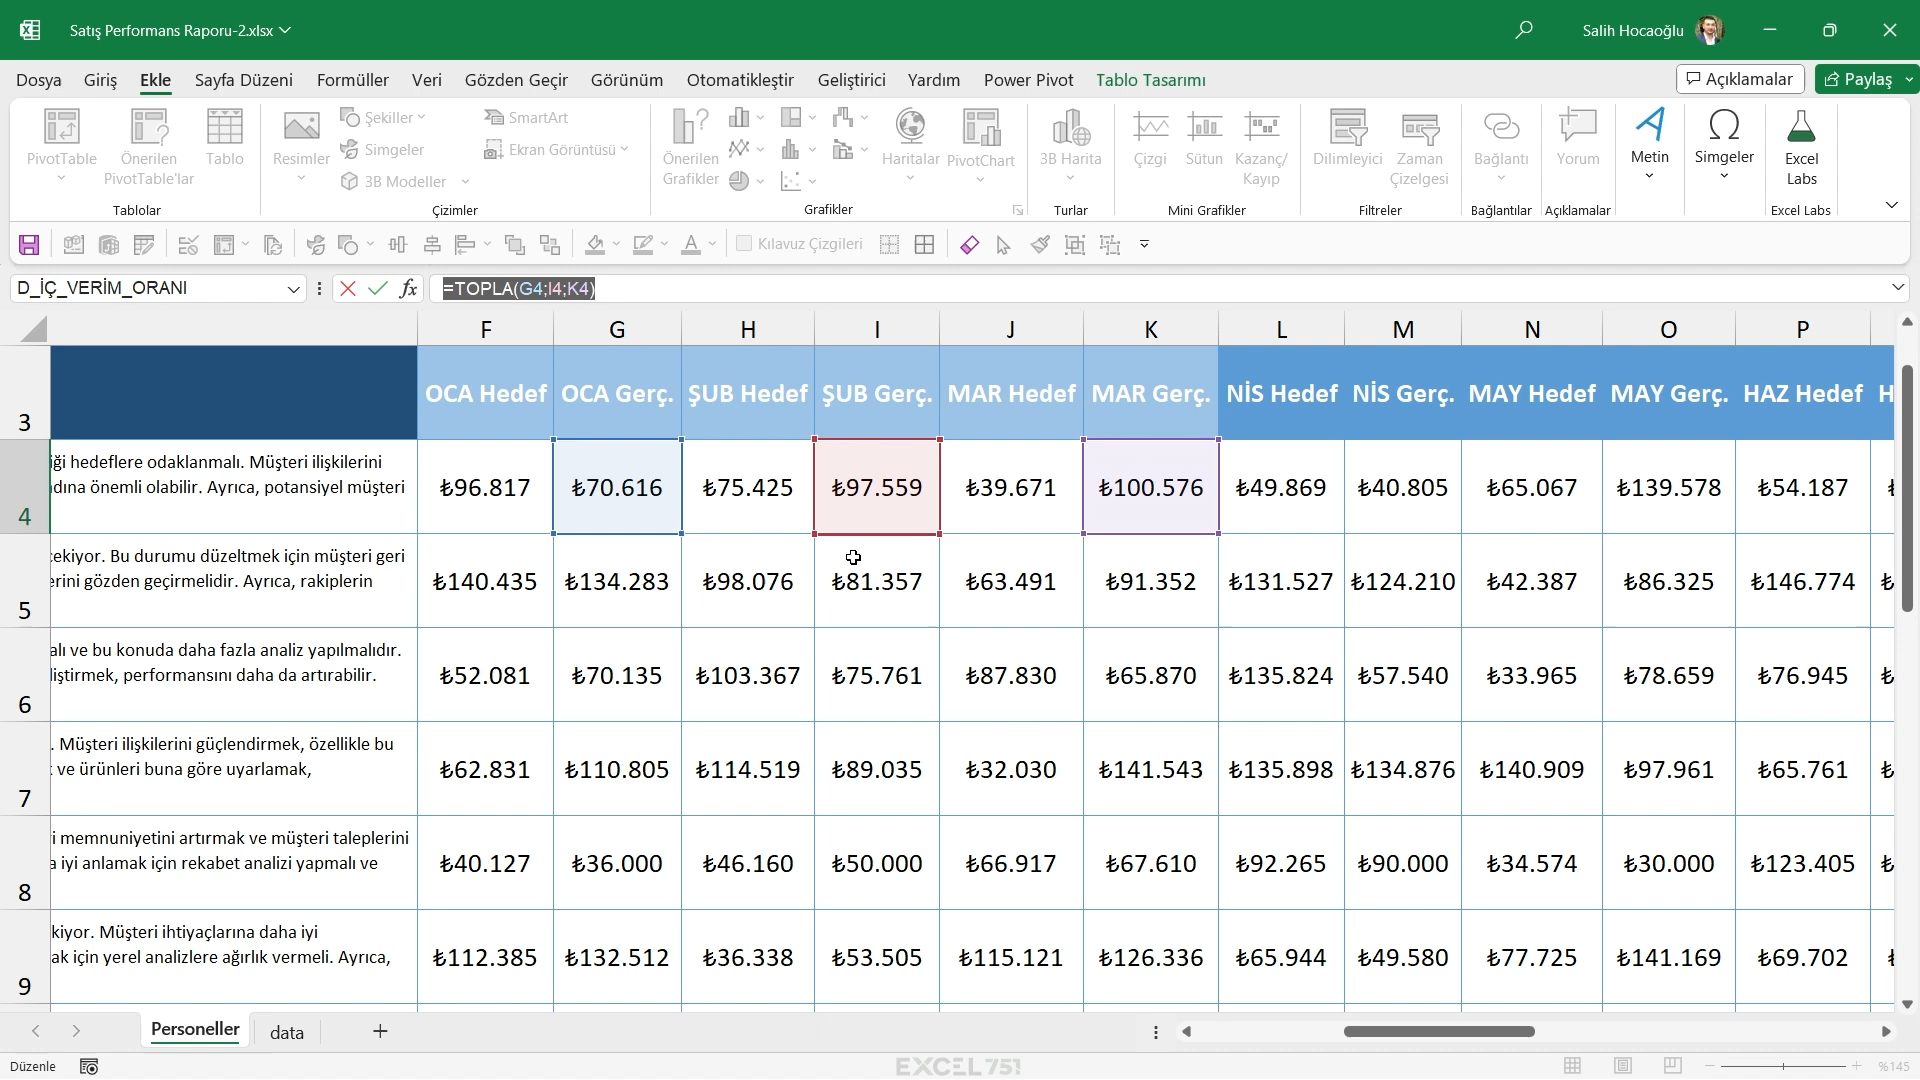 Satış Performans Raporu-2.xlsx
Salih Hocaoğlu
Dosya Giriş Ekle Sayfa Düzeni Formüller Veri Gözden Geçir Görünüm Otomatikleştir Geliştirici Yardım Power Pivot Tablo Tasarımı
Açıklamalar Paylaş
PivotTable
Önerilen PivotTable'lar
Tablo
Tablolar
Resimler
Şekiller
Simgeler
3B Modeller
SmartArt
Ekran Görüntüsü
Çizimler
Önerilen Grafikler
Haritalar
PivotChart
Grafikler
3B Harita
Turlar
Çizgi
Sütun
Kazanç/ Kayıp
Mini Grafikler
Dilimleyici
Zaman Çizelgesi
Filtreler
Bağlantı
Bağlantılar
Yorum
Açıklamalar
Metin
Simgeler
Excel Labs
Excel Labs
Kılavuz Çizgileri
D_İÇ_VERİM_ORANI
fx
=TOPLA(G4;I4;K4)
F G H I J K L M N O P
3 OCA Hedef OCA Gerç. ŞUB Hedef ŞUB Gerç. MAR Hedef MAR Gerç. NİS Hedef NİS Gerç. MAY Hedef MAY Gerç. HAZ Hedef H
iği hedeflere odaklanmalı. Müşteri ilişkilerini
dına önemli olabilir. Ayrıca, potansiyel müşteri
4 ₺96.817 ₺70.616 ₺75.425 ₺97.559 ₺39.671 ₺100.576 ₺49.869 ₺40.805 ₺65.067 ₺139.578 ₺54.187
çekiyor. Bu durumu düzeltmek için müşteri geri
erini gözden geçirmelidir. Ayrıca, rakiplerin
5 ₺140.435 ₺134.283 ₺98.076 ₺81.357 ₺63.491 ₺91.352 ₺131.527 ₺124.210 ₺42.387 ₺86.325 ₺146.774
alı ve bu konuda daha fazla analiz yapılmalıdır.
liştirmek, performansını daha da artırabilir.
6 ₺52.081 ₺70.135 ₺103.367 ₺75.761 ₺87.830 ₺65.870 ₺135.824 ₺57.540 ₺33.965 ₺78.659 ₺76.945
. Müşteri ilişkilerini güçlendirmek, özellikle bu
ve ürünleri buna göre uyarlamak,
7 ₺62.831 ₺110.805 ₺114.519 ₺89.035 ₺32.030 ₺141.543 ₺135.898 ₺134.876 ₺140.909 ₺97.961 ₺65.761
i memnuniyetini artırmak ve müşteri taleplerini
a iyi anlamak için rekabet analizi yapmalı ve
8 ₺40.127 ₺36.000 ₺46.160 ₺50.000 ₺66.917 ₺67.610 ₺92.265 ₺90.000 ₺34.574 ₺30.000 ₺123.405
kiyor. Müşteri ihtiyaçlarına daha iyi
ak için yerel analizlere ağırlık vermeli. Ayrıca,
9 ₺112.385 ₺132.512 ₺36.338 ₺53.505 ₺115.121 ₺126.336 ₺65.944 ₺49.580 ₺77.725 ₺141.169 ₺69.702
Personeller data
Düzenle
EXCEL751
%145